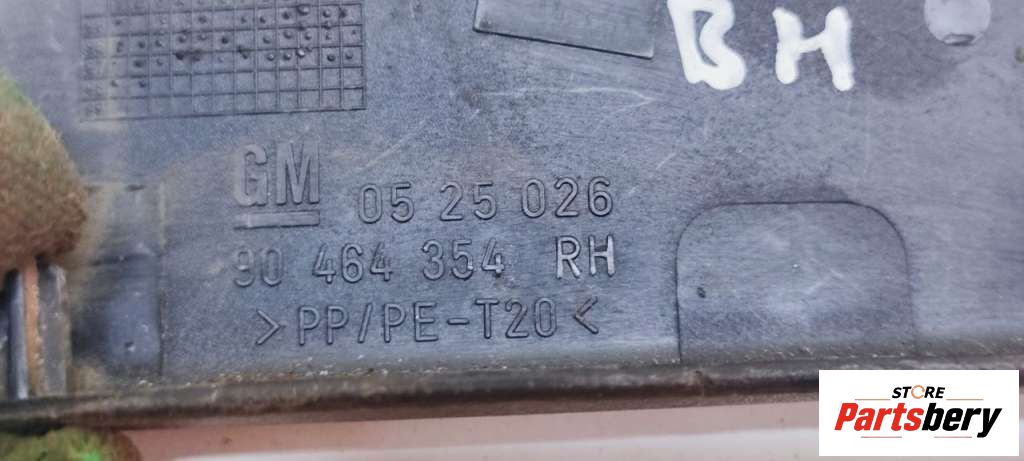 BH
GM 05 25 026
90 464 354 RH
>PP/PE-T20<
STORE
Partsbery